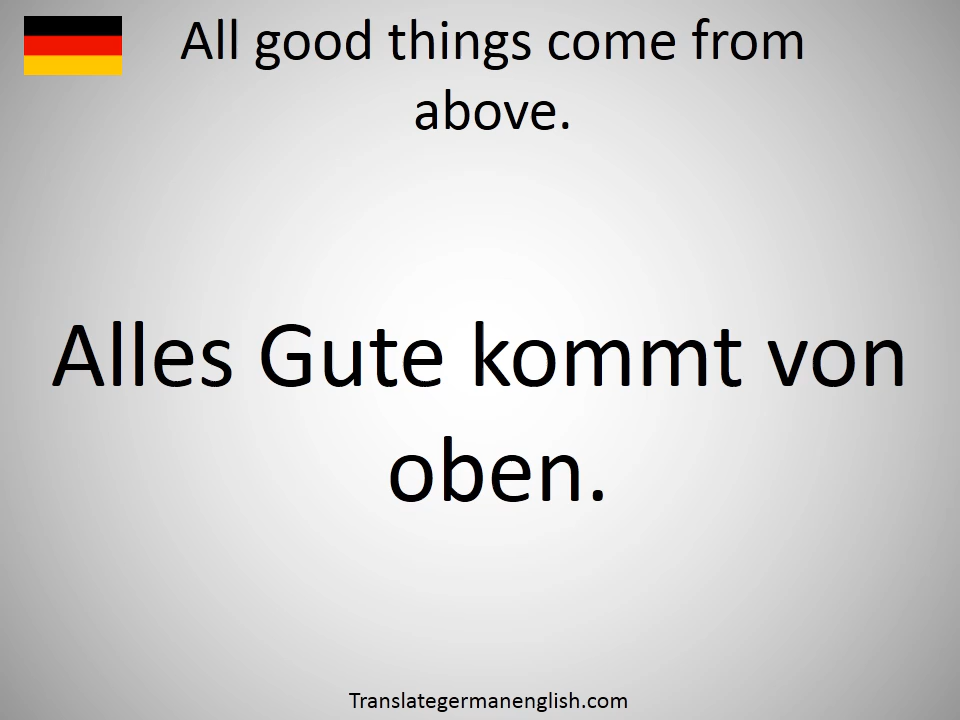 All good things come from
above.
Alles Gute kommt von
oben.
Translategermanenglish.com